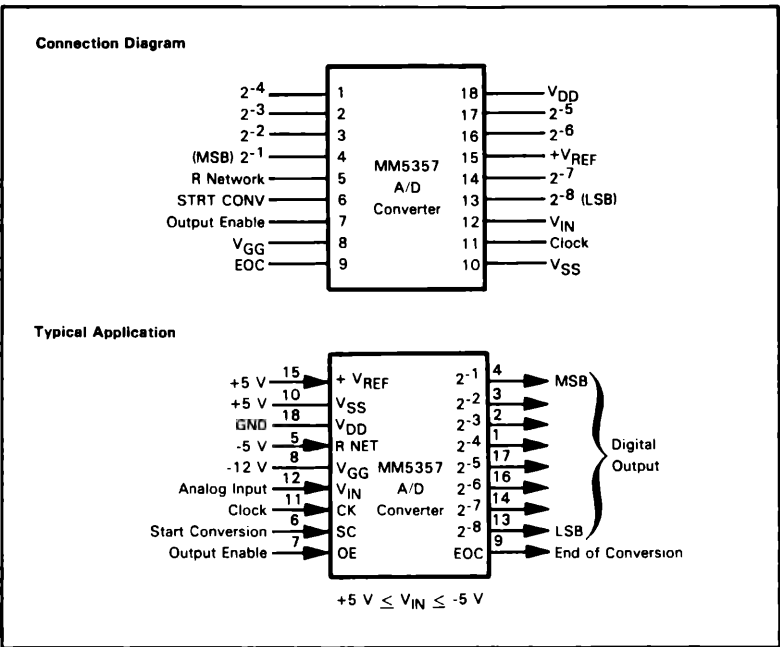 Connection Diagram
2-4 1 18 VDD
2-3 2 17 2-5
2-2 3 16 2-6
(MSB) 2-1 4 15 +VREF
R Network 5 14 2-7
STRT CONV 6 13 2-8 (LSB)
Output Enable 7 12 VIN
VGG 8 11 Clock
EOC 9 10 VSS
MM5357
A/D
Converter
Typical Application
+5 V 15 + VREF 2-1 4 MSB
+5 V 10 VSS 2-2 3
GND 18 VDD 2-3 2
-5 V 5 R NET 2-4 1
-12 V 8 VGG 2-5 17
Analog Input 12 VIN 2-6 16
Clock 11 CK 2-7 14
Start Conversion 6 SC 2-8 13 LSB
Output Enable 7 OE EOC 9 End of Conversion
MM5357
A/D
Converter
Digital
Output
+5 V ≤ VIN ≤ -5 V